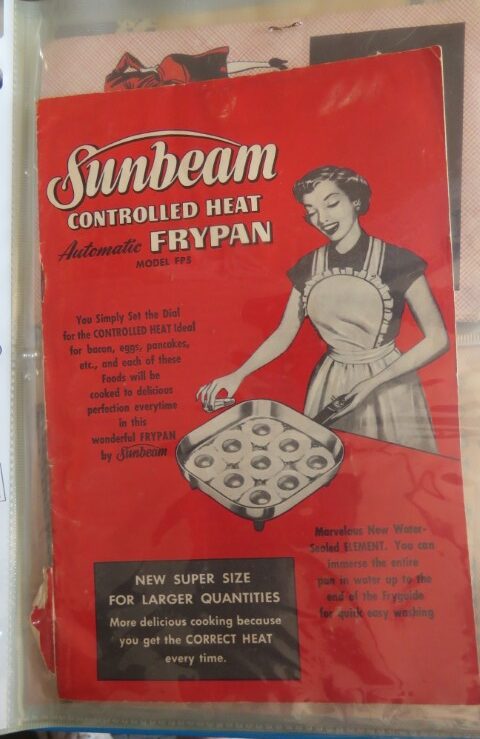 Sunbeam
CONTROLLED HEAT
Automatic FRYPAN
MODEL FP5
You Simply Set the Dial
for the CONTROLLED HEAT Ideal
for bacon, eggs, pancakes,
etc., and each of these
Foods will be
cooked to delicious
perfection everytime
in this
wonderful FRYPAN
by Sunbeam
Marvelous New Water-
Sealed ELEMENT. You can
immerse the entire
pan in water up to the
end of the Fryguide
for quick easy washing
NEW SUPER SIZE
FOR LARGER QUANTITIES
More delicious cooking because
you get the CORRECT HEAT
every time.